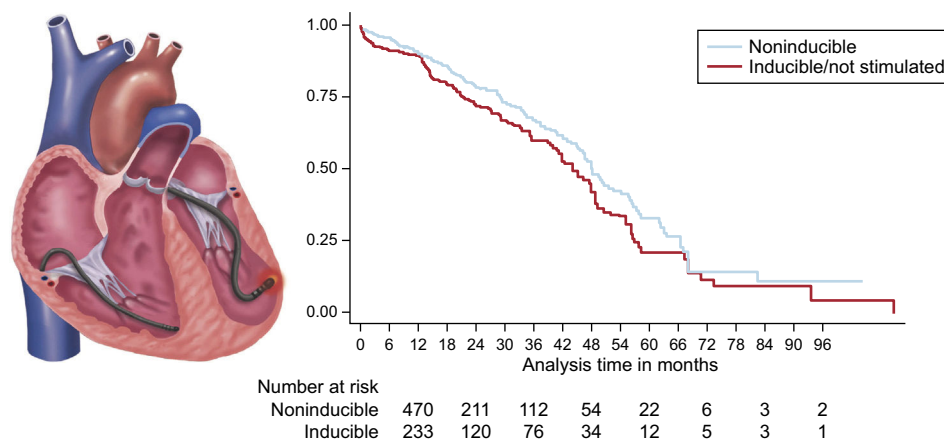 1.00
0.75
0.50
0.25
0.00
Noninducible
Inducible/not stimulated
0 6 12 18 24 30 36 42 48 54 60 66 72 78 84 90 96
Analysis time in months
Number at risk
Noninducible 470 211 112 54 22 6 3 2
Inducible 233 120 76 34 12 5 3 1